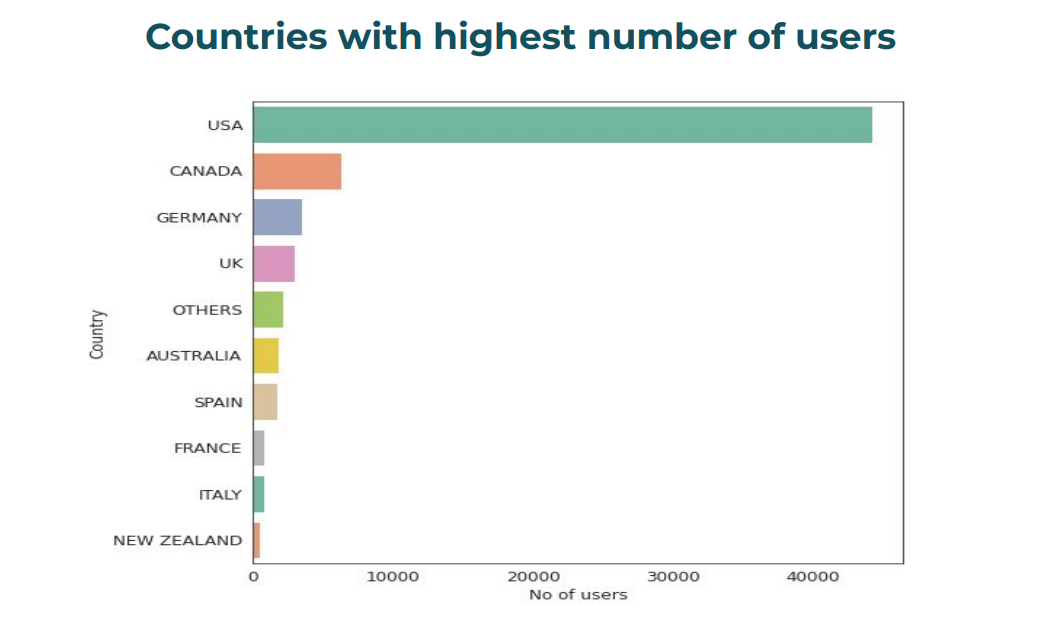 Countries with highest number of users
USA
CANADA
GERMANY
UK
OTHERS
AUSTRALIA
SPAIN
FRANCE
ITALY
NEW ZEALAND
Country
0 10000 20000 30000 40000
No of users